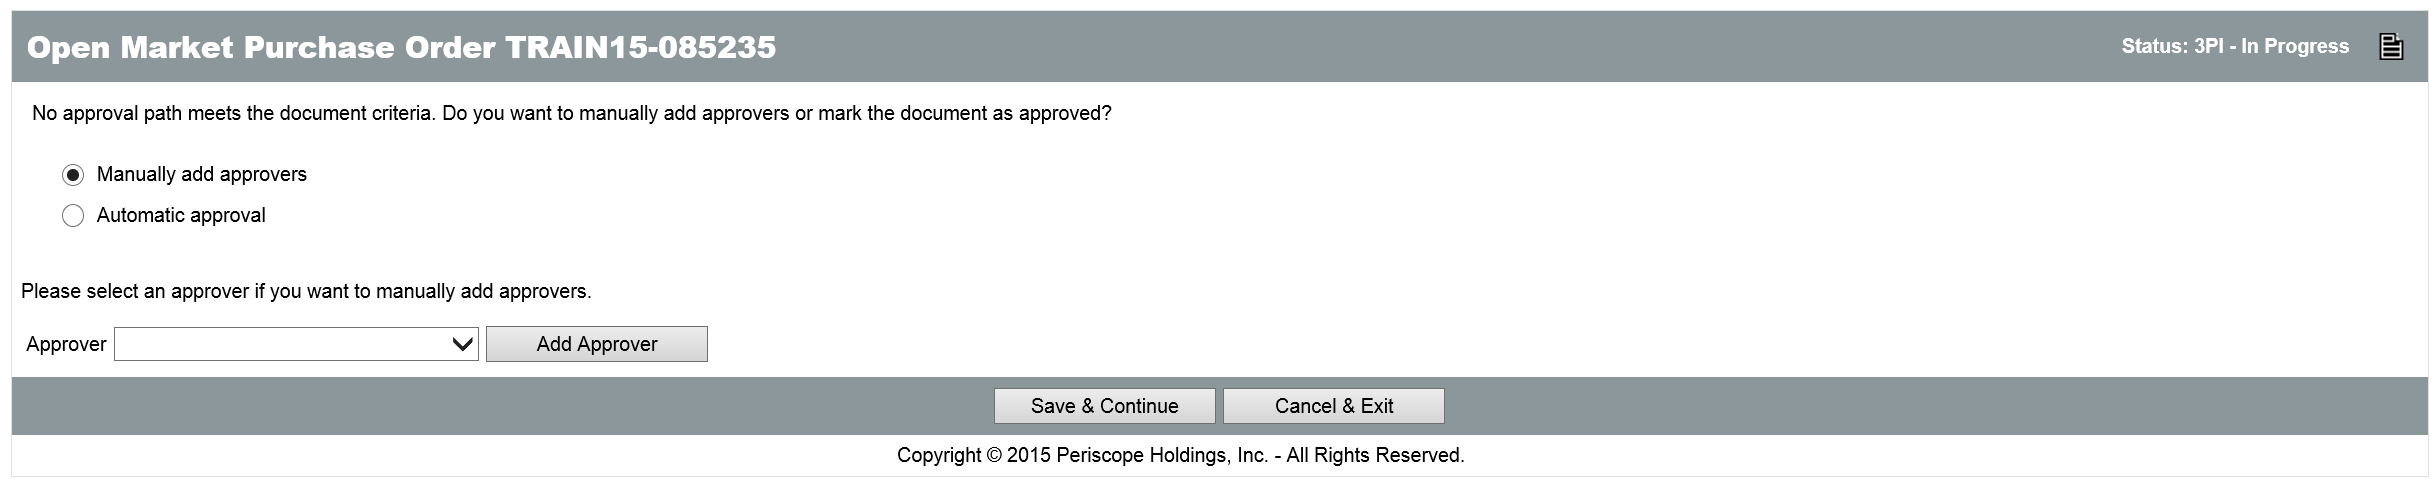 Open Market Purchase Order TRAIN15-085235
Status: 3PI - In Progress
No approval path meets the document criteria. Do you want to manually add approvers or mark the document as approved?
Manually add approvers
Automatic approval
Please select an approver if you want to manually add approvers.
Approver
Add Approver
Save & Continue
Cancel & Exit
Copyright © 2015 Periscope Holdings, Inc. - All Rights Reserved.